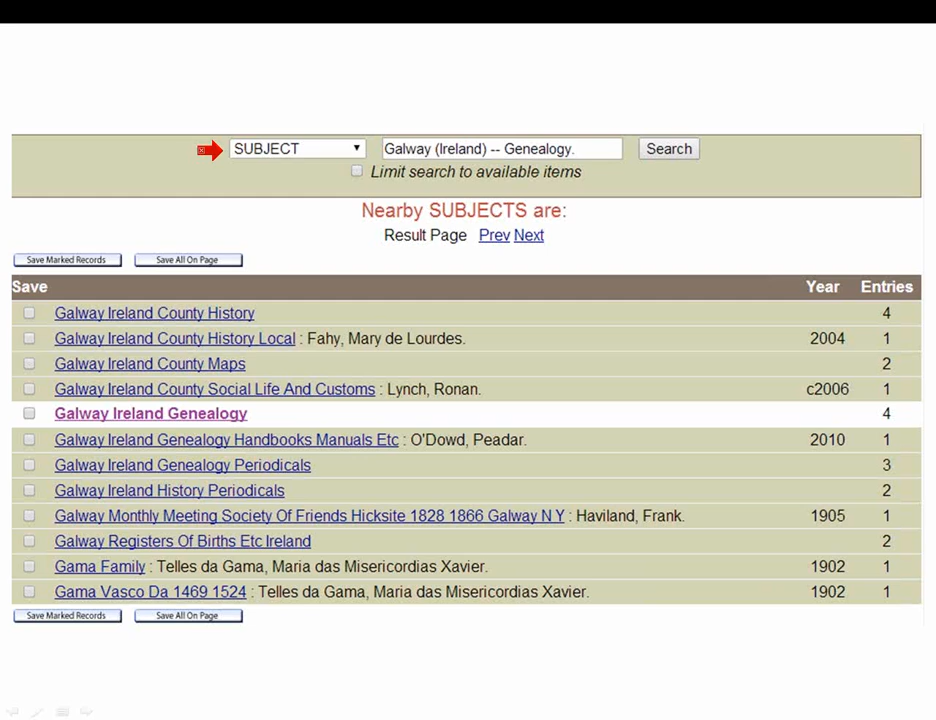 SUBJECT Galway (Ireland) -- Genealogy. Search
Limit search to available items
Nearby SUBJECTS are:
Result Page Prev Next
Save Marked Records Save All On Page
Save Year Entries
Galway Ireland County History 4
Galway Ireland County History Local : Fahy, Mary de Lourdes. 2004 1
Galway Ireland County Maps 2
Galway Ireland County Social Life And Customs : Lynch, Ronan. c2006 1
Galway Ireland Genealogy 4
Galway Ireland Genealogy Handbooks Manuals Etc : O'Dowd, Peadar. 2010 1
Galway Ireland Genealogy Periodicals 3
Galway Ireland History Periodicals 2
Galway Monthly Meeting Society Of Friends Hicksite 1828 1866 Galway N Y : Haviland, Frank. 1905 1
Galway Registers Of Births Etc Ireland 2
Gama Family : Telles da Gama, Maria das Misericordias Xavier. 1902 1
Gama Vasco Da 1469 1524 : Telles da Gama, Maria das Misericordias Xavier. 1902 1
Save Marked Records Save All On Page